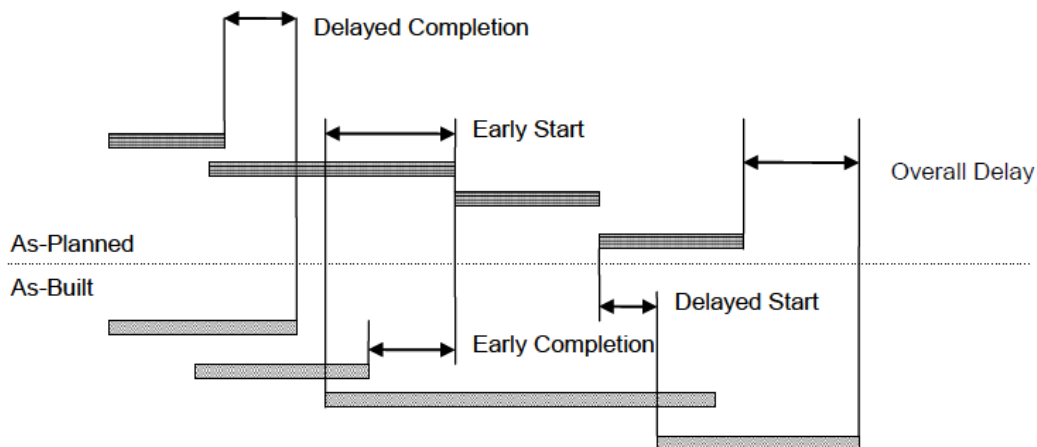 Delayed Completion
Early Start
Overall Delay
As-Planned
As-Built
Delayed Start
Early Completion